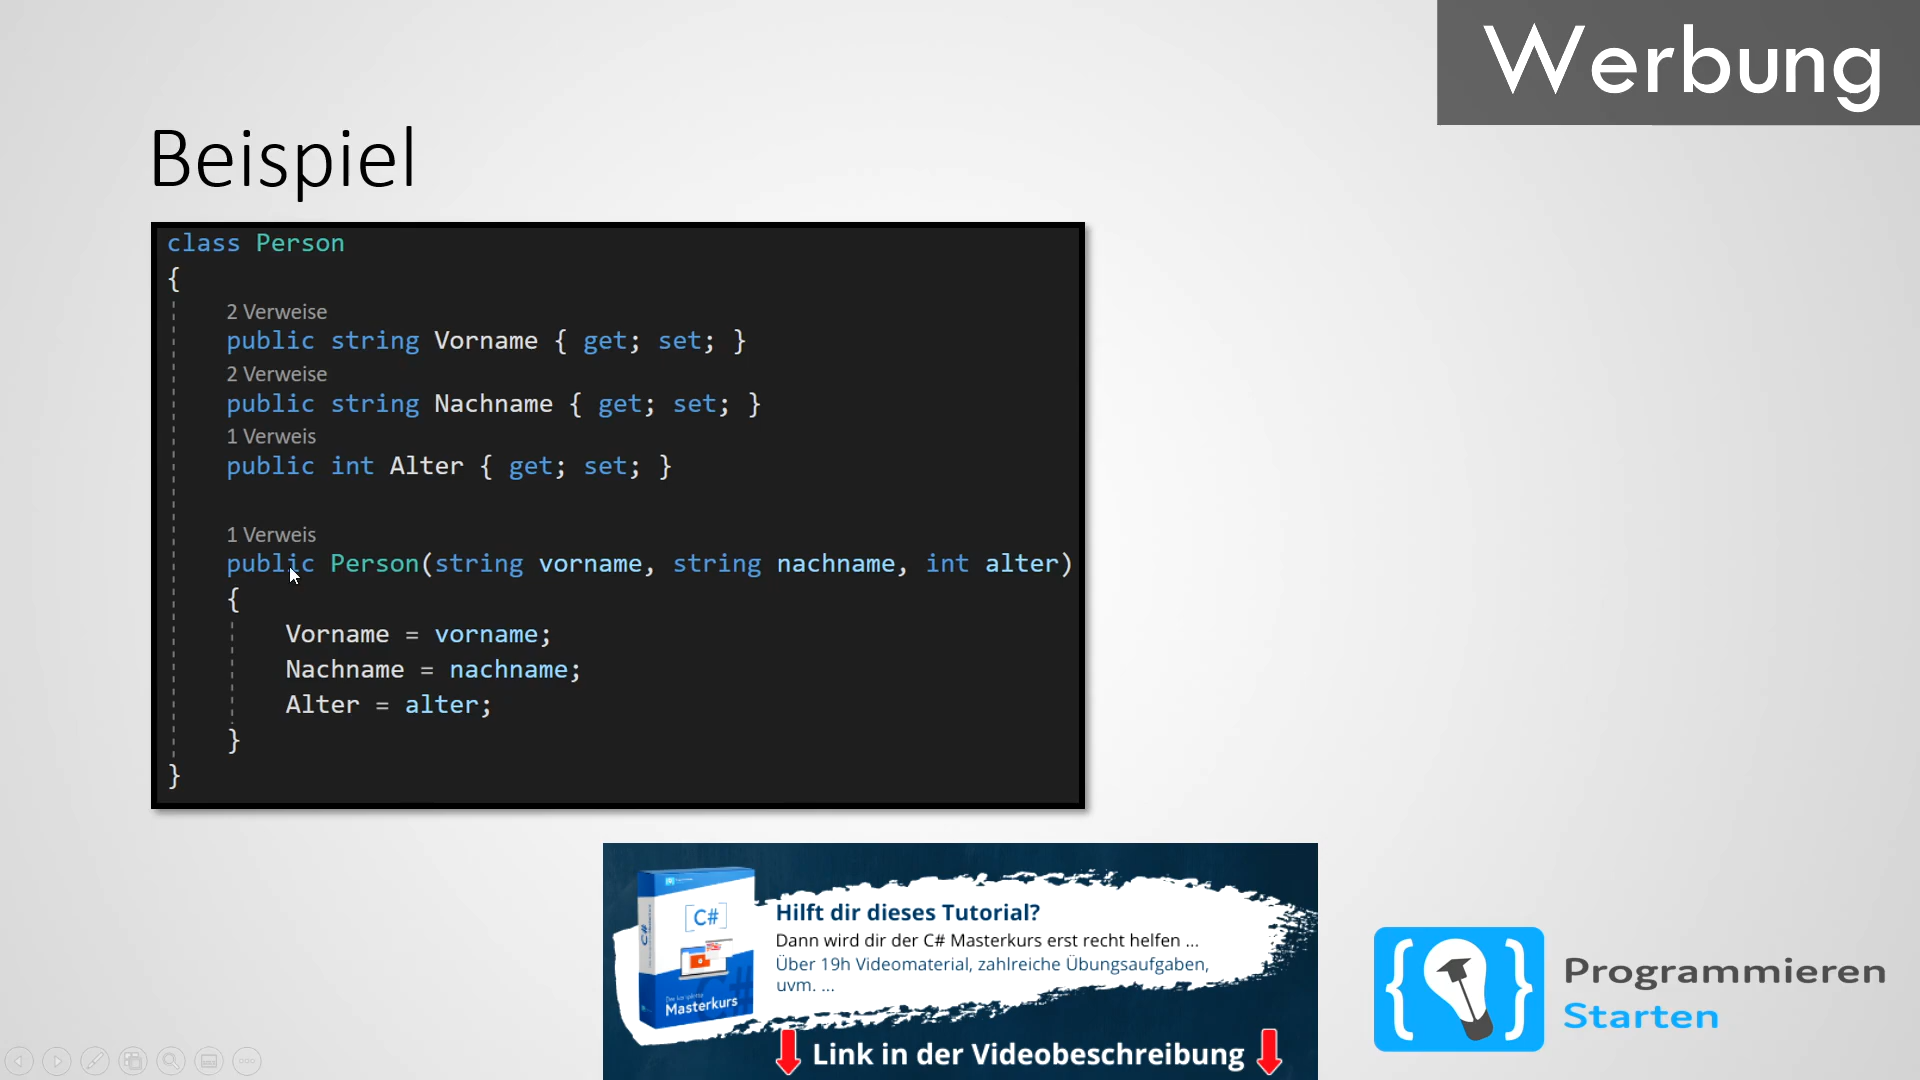 Werbung
Beispiel
class Person
{
2 Verweise
public string Vorname { get; set; }
2 Verweise
public string Nachname { get; set; }
1 Verweis
public int Alter { get; set; }
1 Verweis
public Person(string vorname, string nachname, int alter)
{
Vorname = vorname;
Nachname = nachname;
Alter = alter;
}
}
[C#]
C#
Der komplette
Masterkurs
Hilft dir dieses Tutorial?
Dann wird dir der C# Masterkurs erst recht helfen ...
Über 19h Videomaterial, zahlreiche Übungsaufgaben,
uvm. ...
Link in der Videobeschreibung
Programmieren
Starten